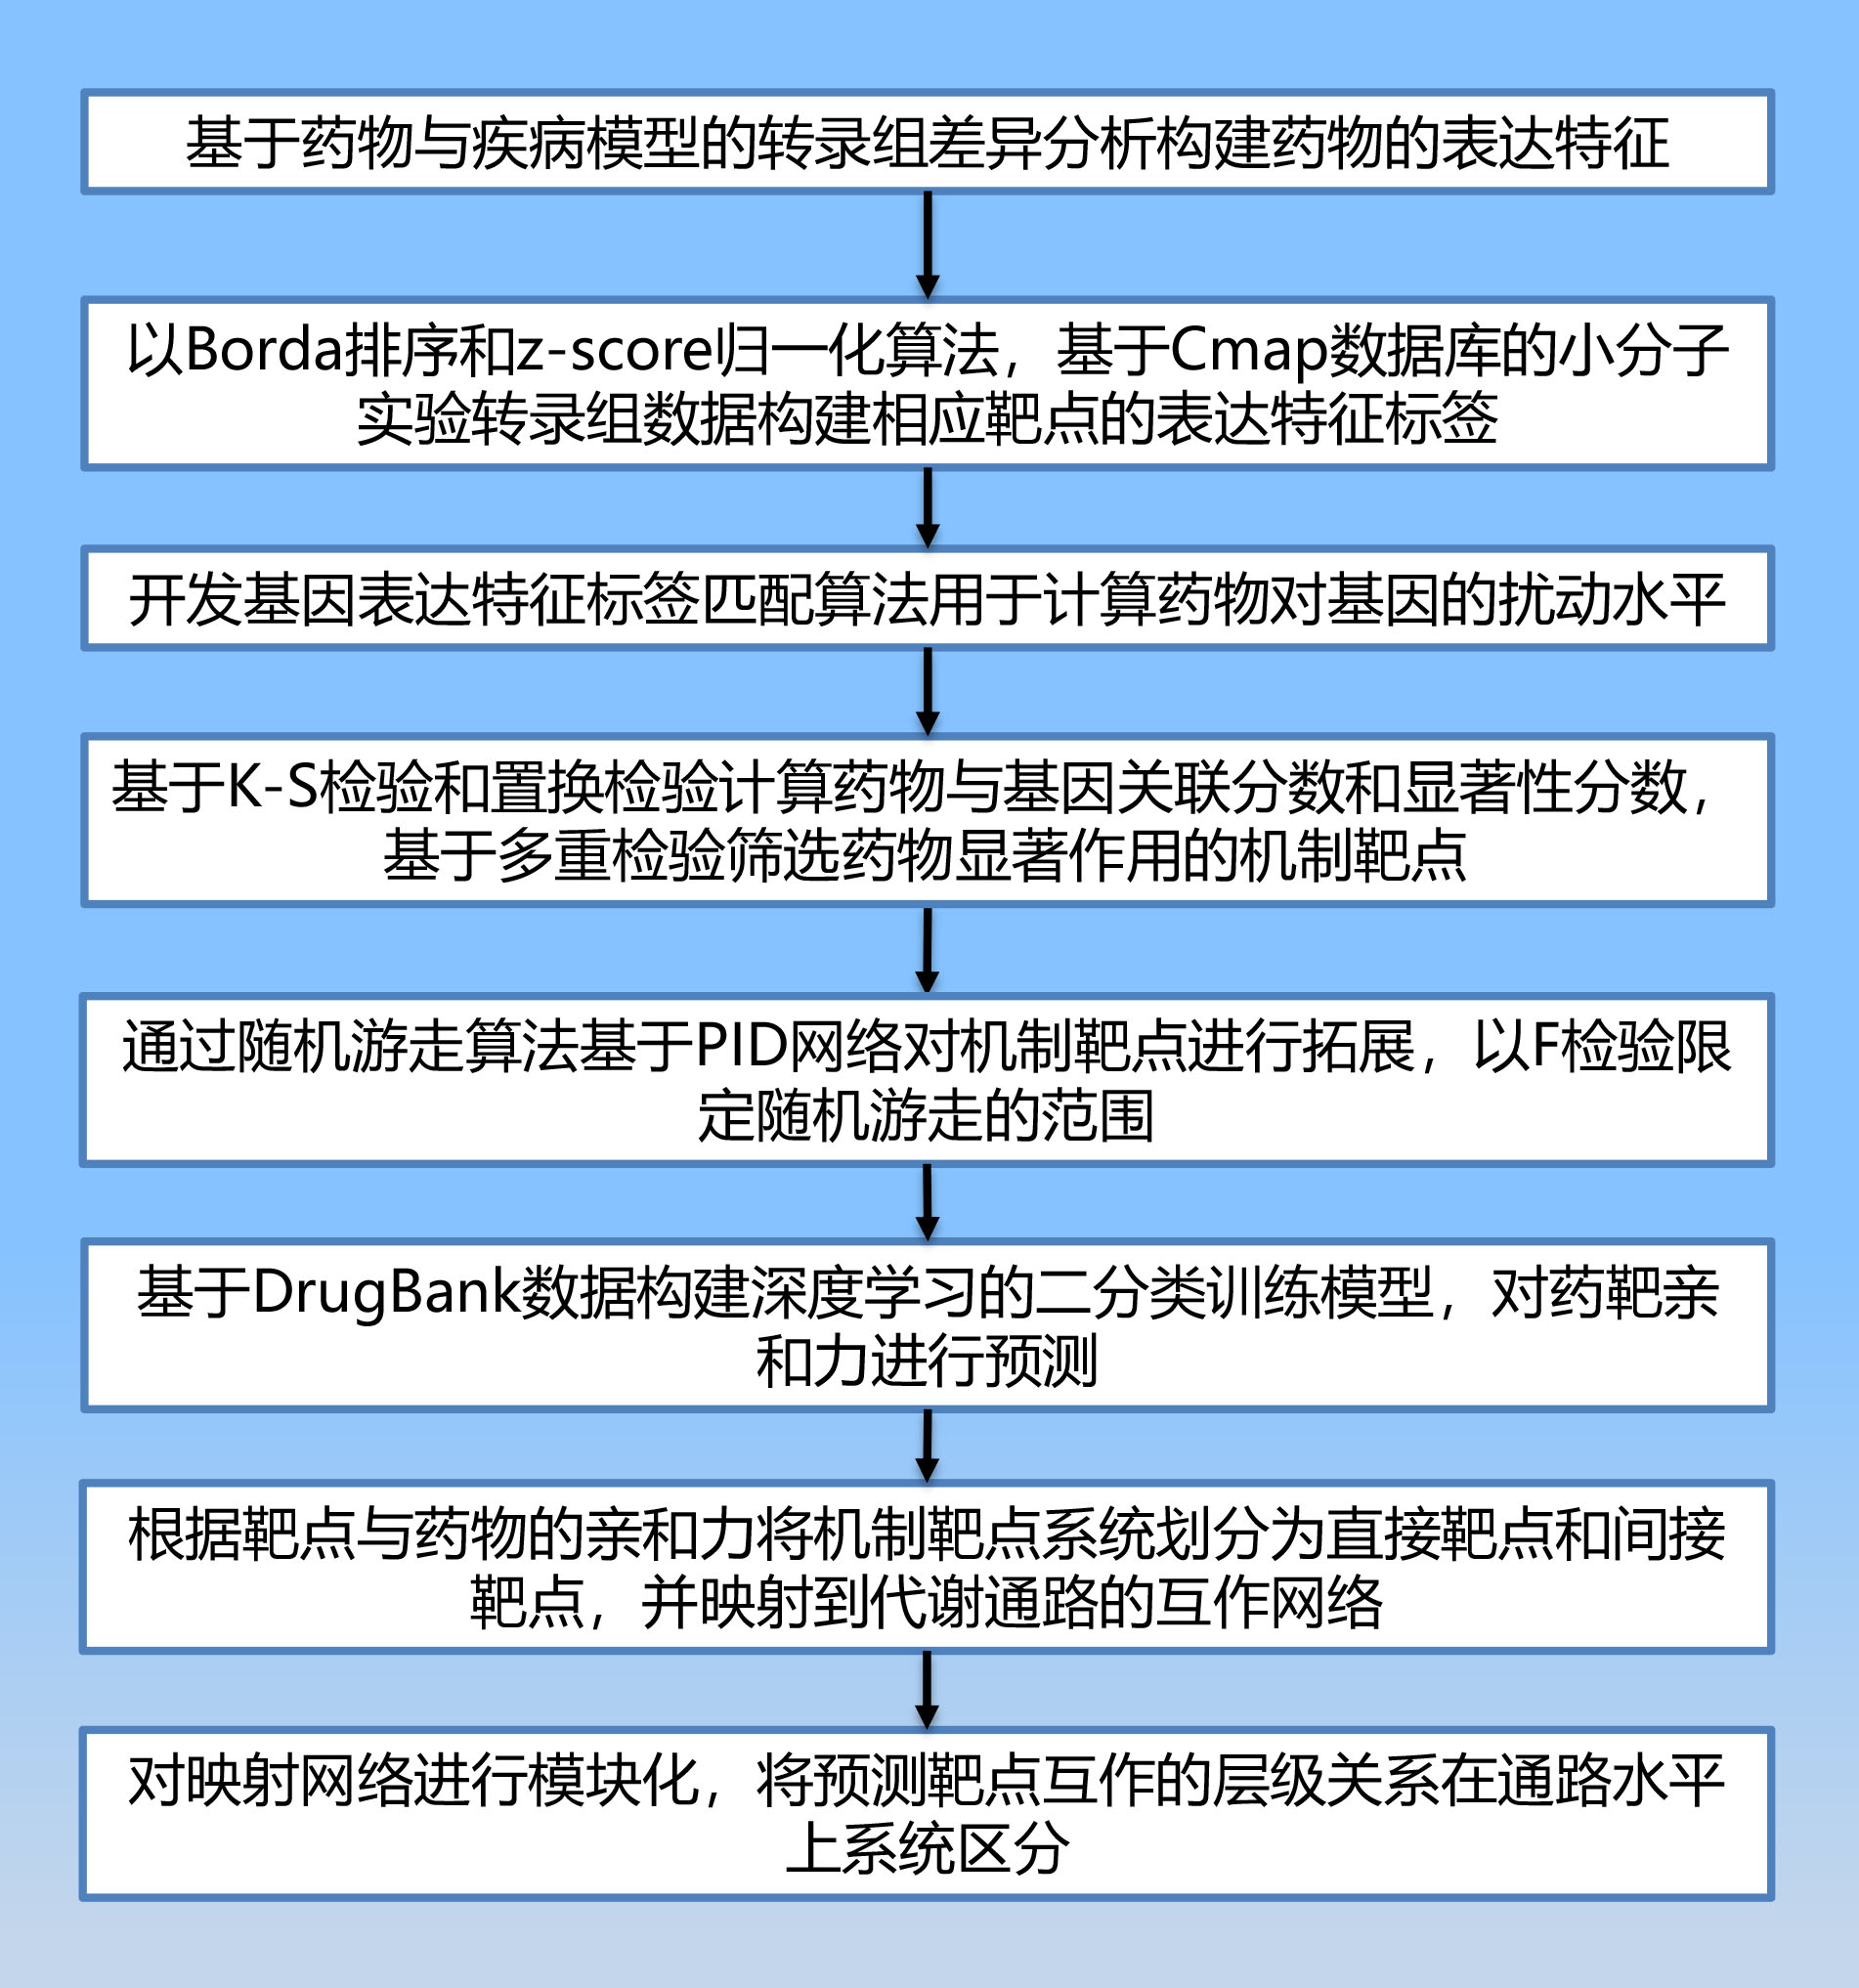 基于药物与疾病模型的转录组差异分析构建药物的表达特征
以Borda排序和z-score归一化算法，基于Cmap数据库的小分子
实验转录组数据构建相应靶点的表达特征标签
开发基因表达特征标签匹配算法用于计算药物对基因的扰动水平
基于K-S检验和置换检验计算药物与基因关联分数和显著性分数，
基于多重检验筛选药物显著作用的机制靶点
通过随机游走算法基于PID网络对机制靶点进行拓展，以F检验限
定随机游走的范围
基于DrugBank数据构建深度学习的二分类训练模型，对药靶亲
和力进行预测
根据靶点与药物的亲和力将机制靶点系统划分为直接靶点和间接
靶点，并映射到代谢通路的互作网络
对映射网络进行模块化，将预测靶点互作的层级关系在通路水平
上系统区分